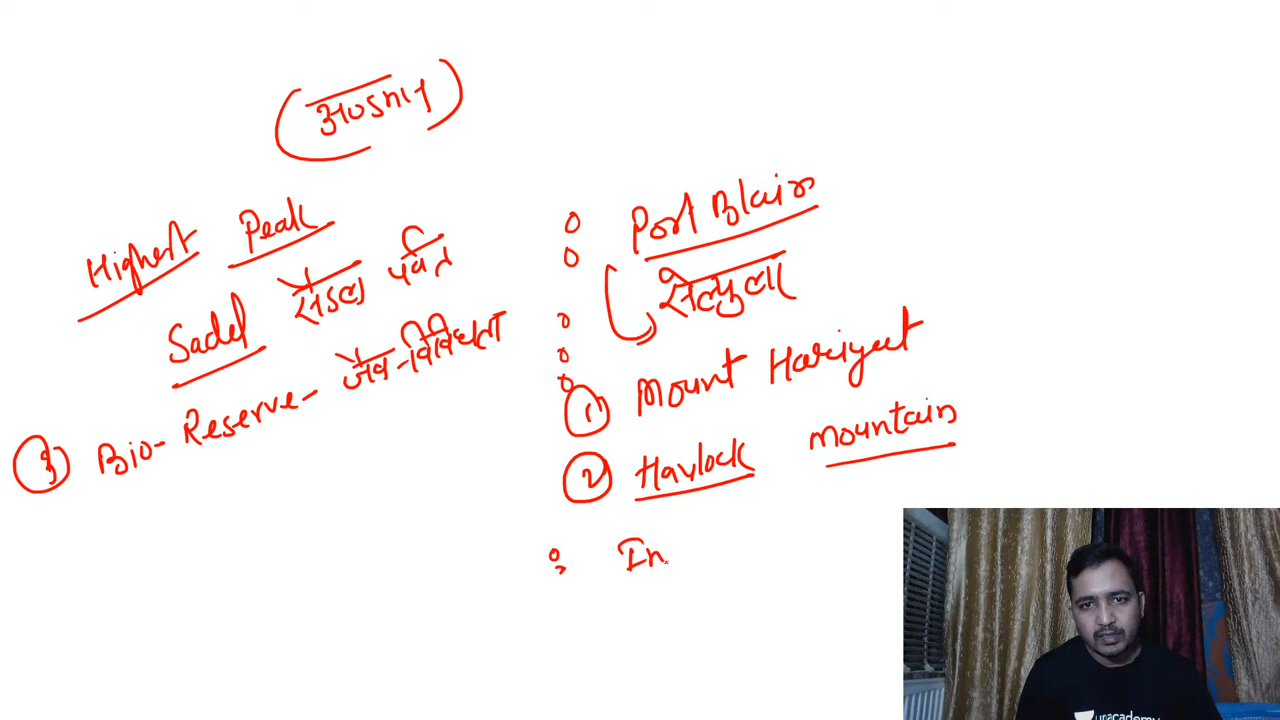 (अण्डमान)
Highest Peak
Sadel सैडल पर्वत
3 Bio-Reserve- जैव-विविधता
Port Blair
सेल्युलर
1 Mount Hariyet
2 Havlock mountain
In
unacademy